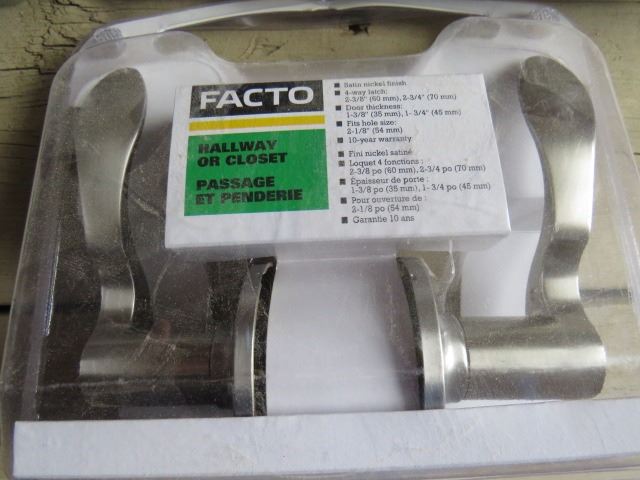 FACTO
HALLWAY
OR CLOSET
PASSAGE
ET PENDERIE
■ Satin nickel finish
■ 4-way latch:
2-3/8" (60 mm), 2-3/4" (70 mm)
■ Door thickness:
1-3/8" (35 mm), 1- 3/4" (45 mm)
■ Fits hole size:
2-1/8" (54 mm)
■ 10-year warranty
■ Fini nickel satiné
■ Loquet 4 fonctions :
2-3/8 po (60 mm), 2-3/4 po (70 mm)
■ Épaisseur de porte :
1-3/8 po (35 mm), 1- 3/4 po (45 mm)
■ Pour ouverture de :
2-1/8 po (54 mm)
■ Garantie 10 ans